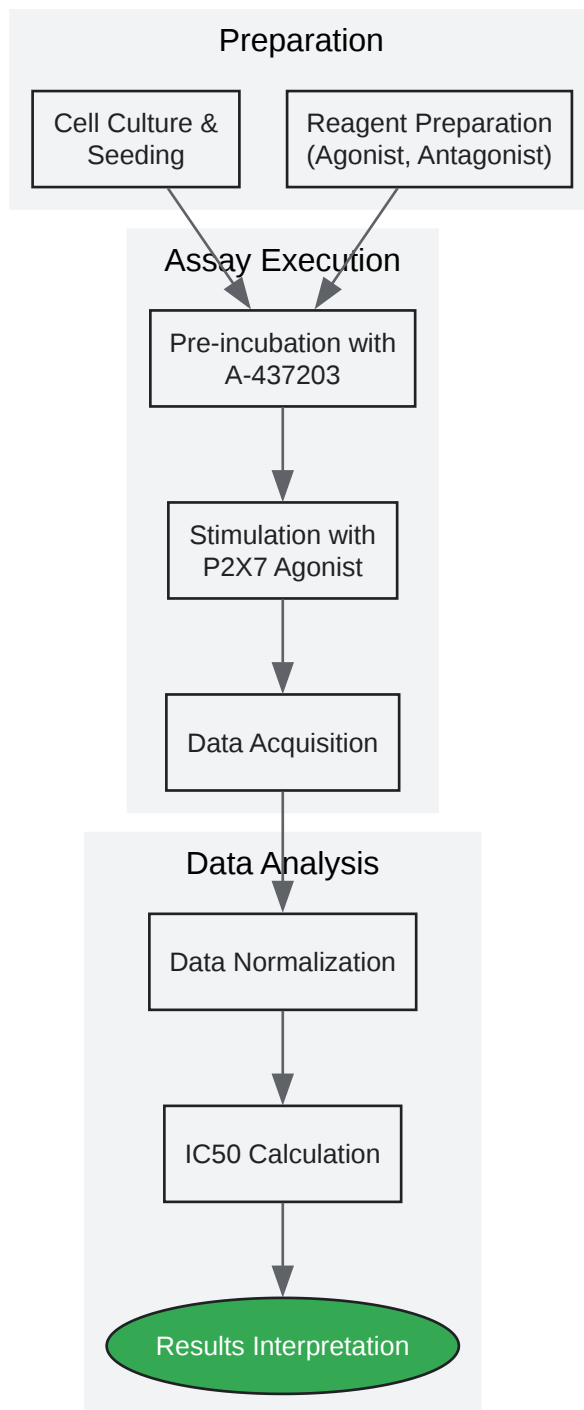 Preparation
Cell Culture &
Seeding
Reagent Preparation
(Agonist, Antagonist)
Assay Execution
Pre-incubation with
A-437203
Stimulation with
P2X7 Agonist
Data Acquisition
Data Analysis
Data Normalization
IC50 Calculation
Results Interpretation